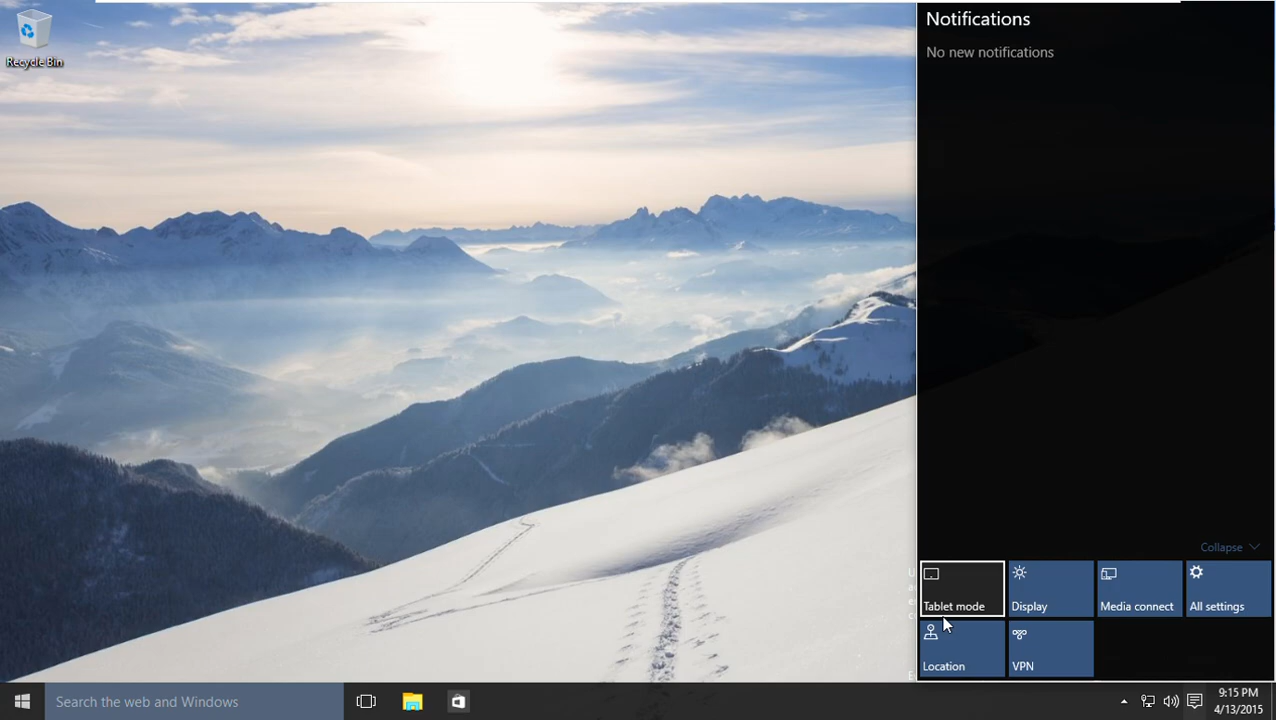 Recycle Bin
Notifications
No new notifications
Collapse
Tablet mode
Display
Media connect
All settings
Location
VPN
Search the web and Windows
9:15 PM
4/13/2015